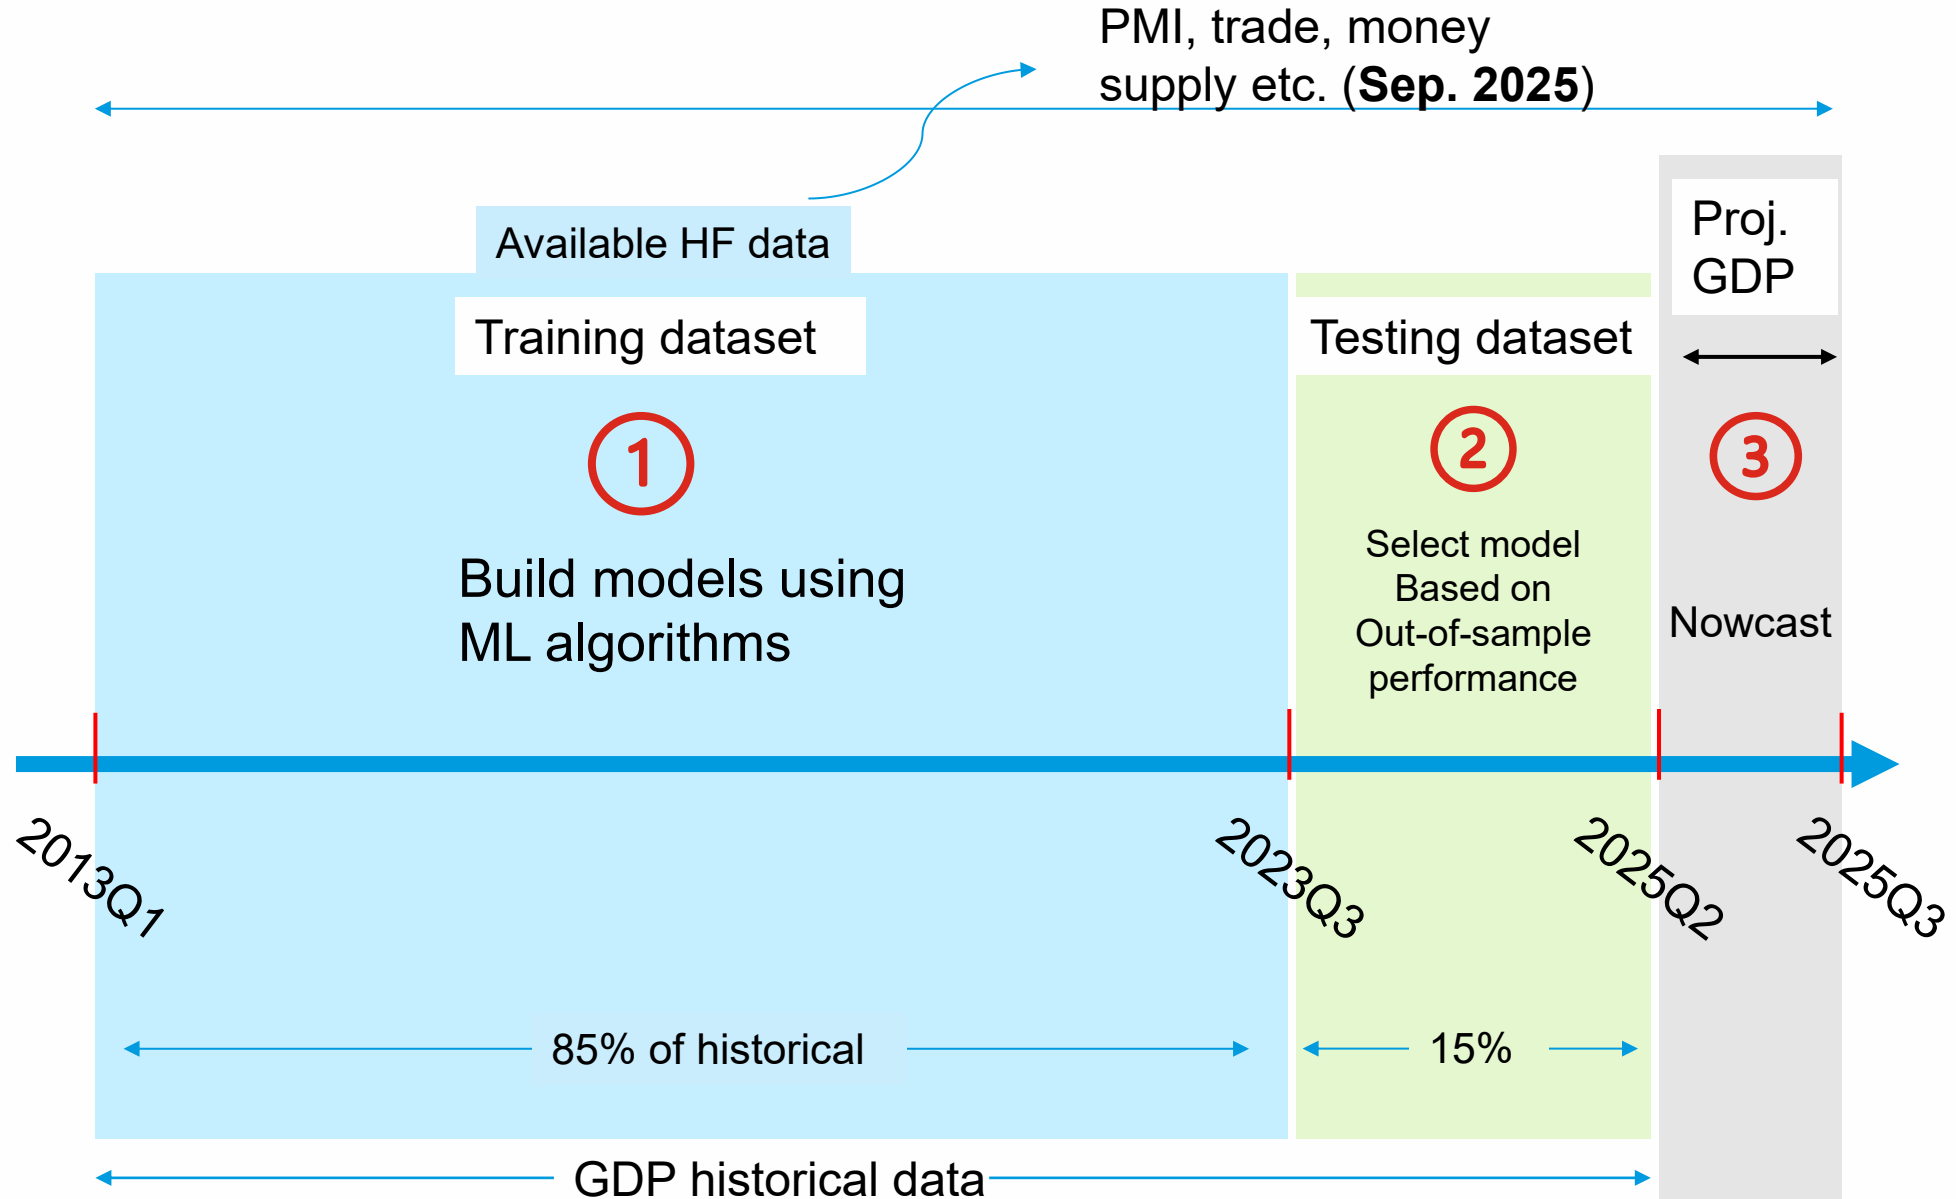 PMI, trade, money
supply etc. (Sep. 2025)
Available HF data
Proj.
GDP
Training dataset
Testing dataset
1
2
3
Build models using
ML algorithms
Select model
Based on
Out-of-sample
performance
Nowcast
2013Q1
2023Q3
2025Q2
2025Q3
85% of historical
15%
GDP historical data